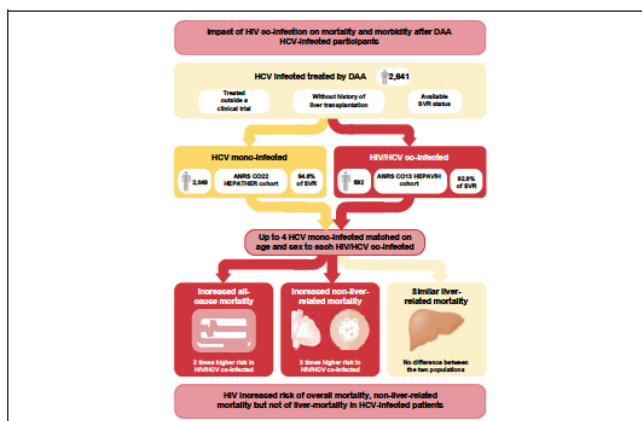 Impact of HIV co-infection on mortality and morbidity after DAA
HCV-infected participants
HCV infected treated by DAA 2,641
Treated
outside a
clinical trial
Without history of
liver transplantation
Available
SVR status
HCV mono-infected
2,049
ANRS CO22
HEPATHER cohort
94.6%
of SVR
HIV/HCV co-infected
592
ANRS CO13 HEPAVIH
cohort
92.9%
of SVR
Up to 4 HCV mono-infected matched on
age and sex to each HIV/HCV co-infected
Increased all-
cause mortality
2 times higher risk in
HIV/HCV co-infected
Increased non-liver-
related mortality
3 times higher risk in
HIV/HCV co-infected
Similar liver-
related mortality
No difference between
the two populations
HIV increased risk of overall mortality, non-liver-related
mortality but not of liver-mortality in HCV-infected patients